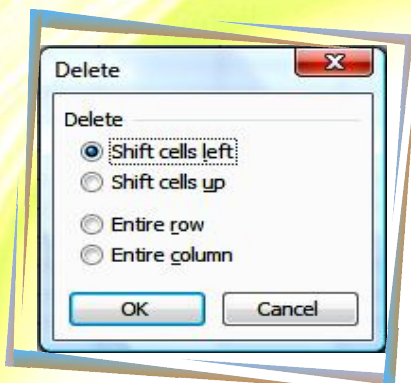 Delete
Delete
Shift cells left
Shift cells up
Entire row
Entire column
OK
Cancel